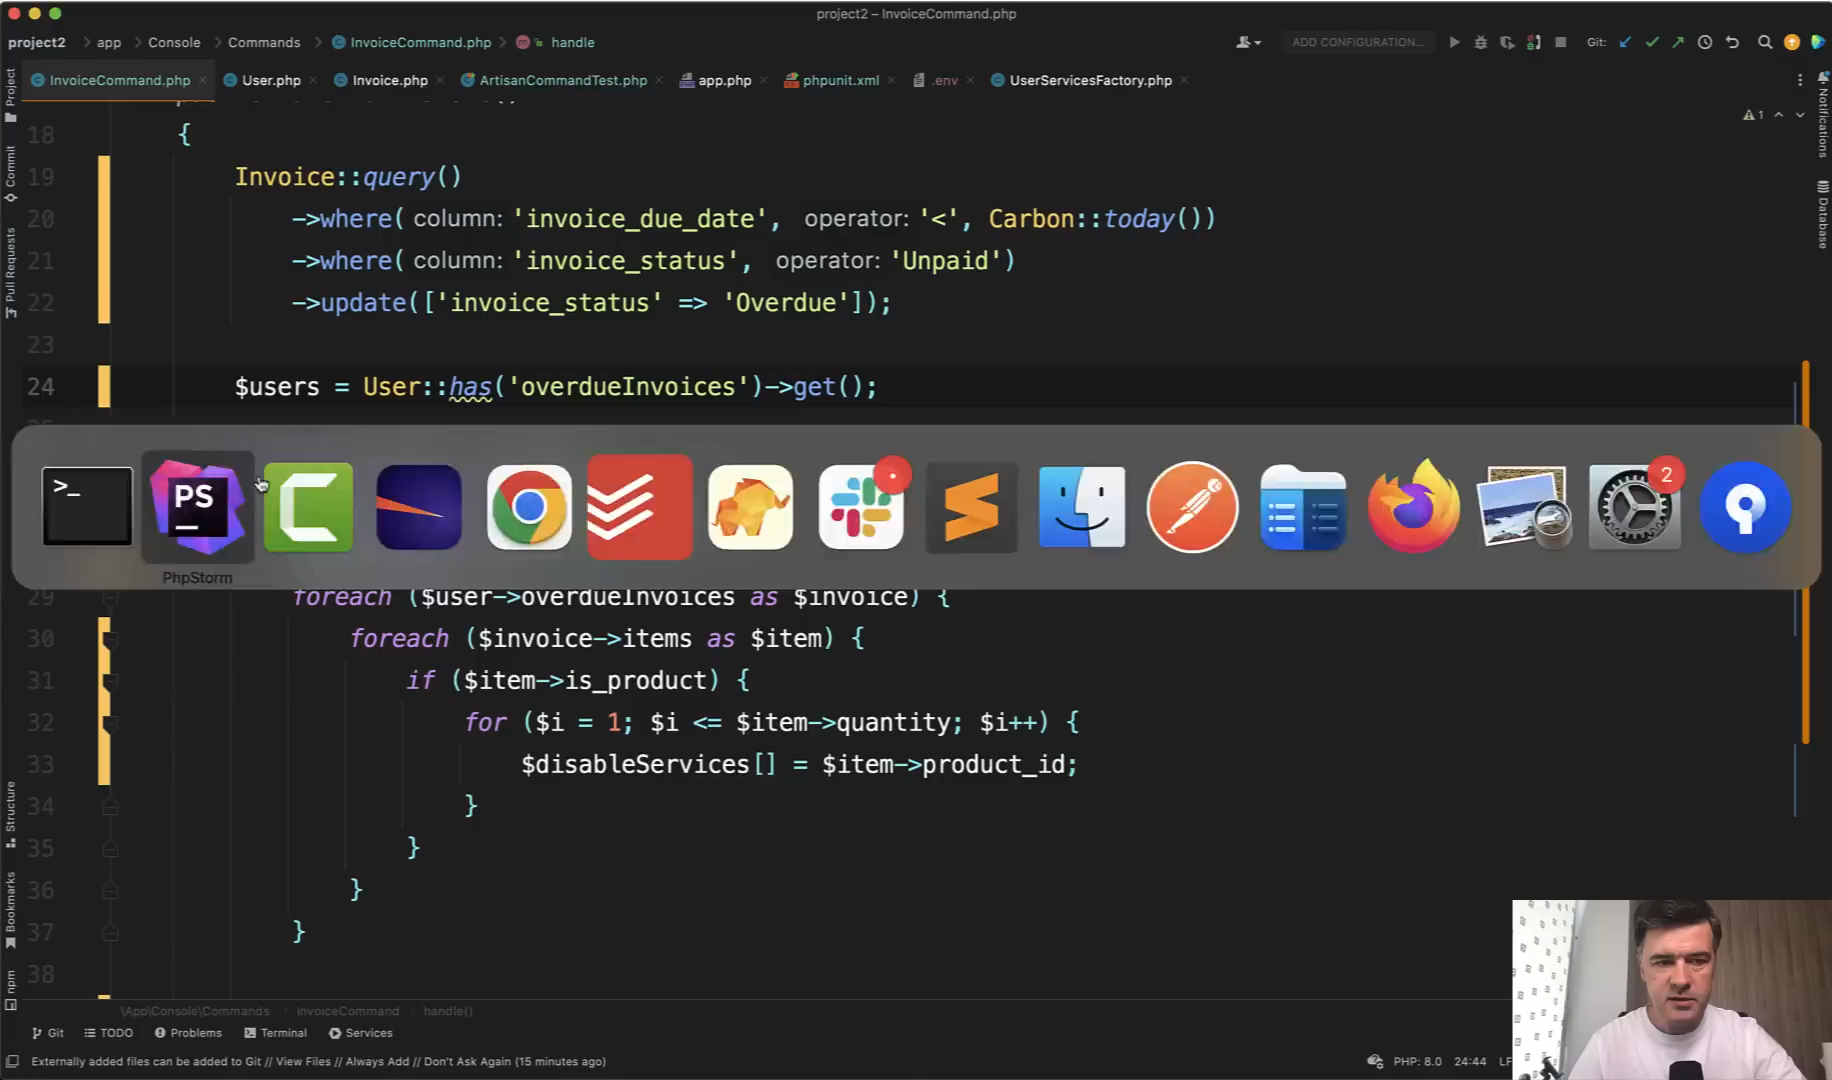 project2 – InvoiceCommand.php
project2 app Console Commands InvoiceCommand.php handle
ADD CONFIGURATION... Git:
InvoiceCommand.php User.php Invoice.php ArtisanCommandTest.php app.php phpunit.xml .env UserServicesFactory.php
1
18 {
19 Invoice::query()
20 ->where( column: 'invoice_due_date', operator: '<', Carbon::today())
21 ->where( column: 'invoice_status', operator: 'Unpaid')
22 ->update(['invoice_status' => 'Overdue']);
23
24 $users = User::has('overdueInvoices')->get();
>_ PS 2
PhpStorm
29 foreach ($user->overdueInvoices as $invoice) {
30 foreach ($invoice->items as $item) {
31 if ($item->is_product) {
32 for ($i = 1; $i <= $item->quantity; $i++) {
33 $disableServices[] = $item->product_id;
34 }
35 }
36 }
37 }
38
\App\Console\Commands InvoiceCommand handle()
Git TODO Problems Terminal Services
Externally added files can be added to Git // View Files // Always Add // Don't Ask Again (15 minutes ago)
PHP: 8.0 24:44 LF
Project
Commit
Pull Requests
Structure
Bookmarks
npm
Notifications
Database